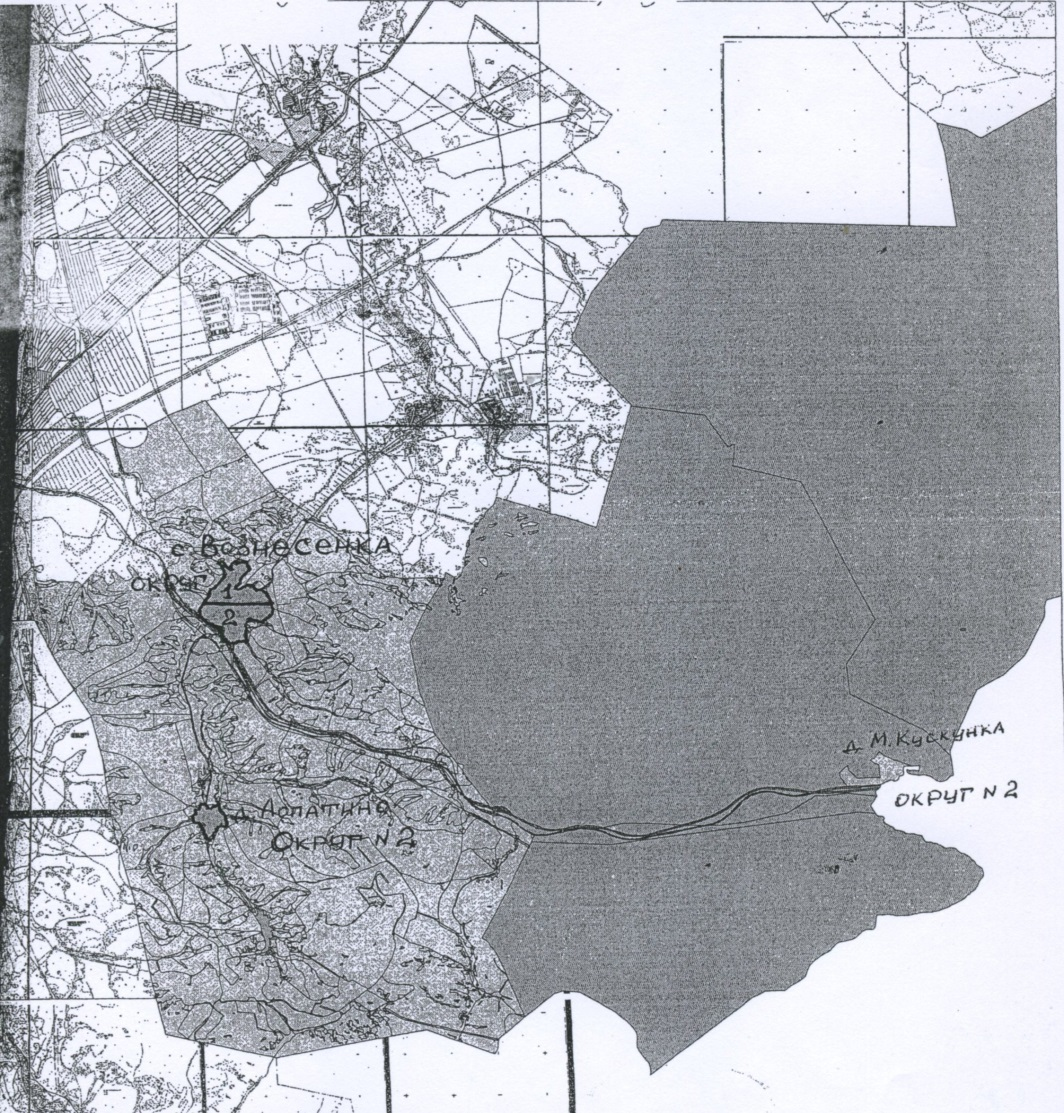 с. ВОЗНЕСЕНКА
ОКРУГ 1
2
д. М. Кускунка
ОКРУГ N 2
д. ЛОПАТИНО
ОКРУГ N 2